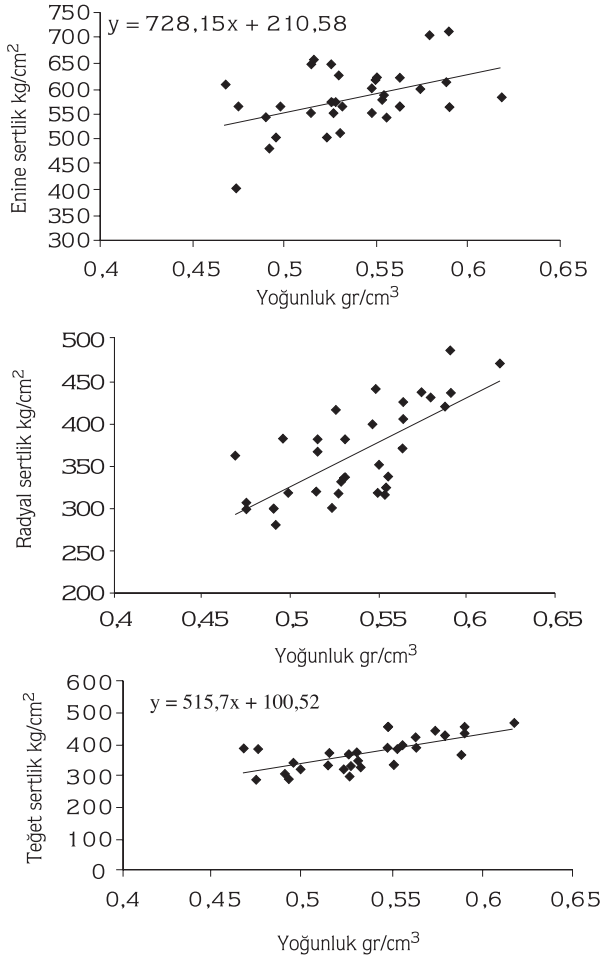 Enine sertlik kg/cm²
y = 728,15x + 210,58
750
700
650
600
550
500
450
400
350
300
0,4 0,45 0,5 0,55 0,6 0,65
Yoğunluk gr/cm³
Radyal sertlik kg/cm²
500
450
400
350
300
250
200
0,4 0,45 0,5 0,55 0,6 0,65
Yoğunluk gr/cm³
Teğet sertlik kg/cm²
y = 515,7x + 100,52
600
500
400
300
200
100
0
0,4 0,45 0,5 0,55 0,6 0,65
Yoğunluk gr/cm³